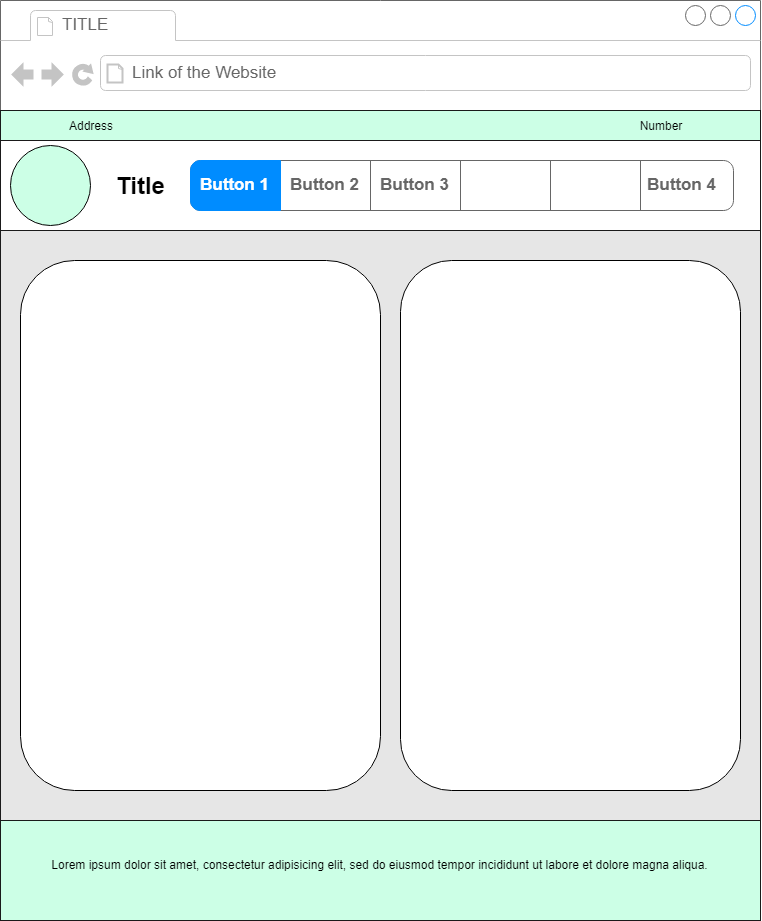 TITLE
Link of the Website
Address
Number
Title
Button 1
Button 2
Button 3
Button 4
Lorem ipsum dolor sit amet, consectetur adipisicing elit, sed do eiusmod tempor incididunt ut labore et dolore magna aliqua.